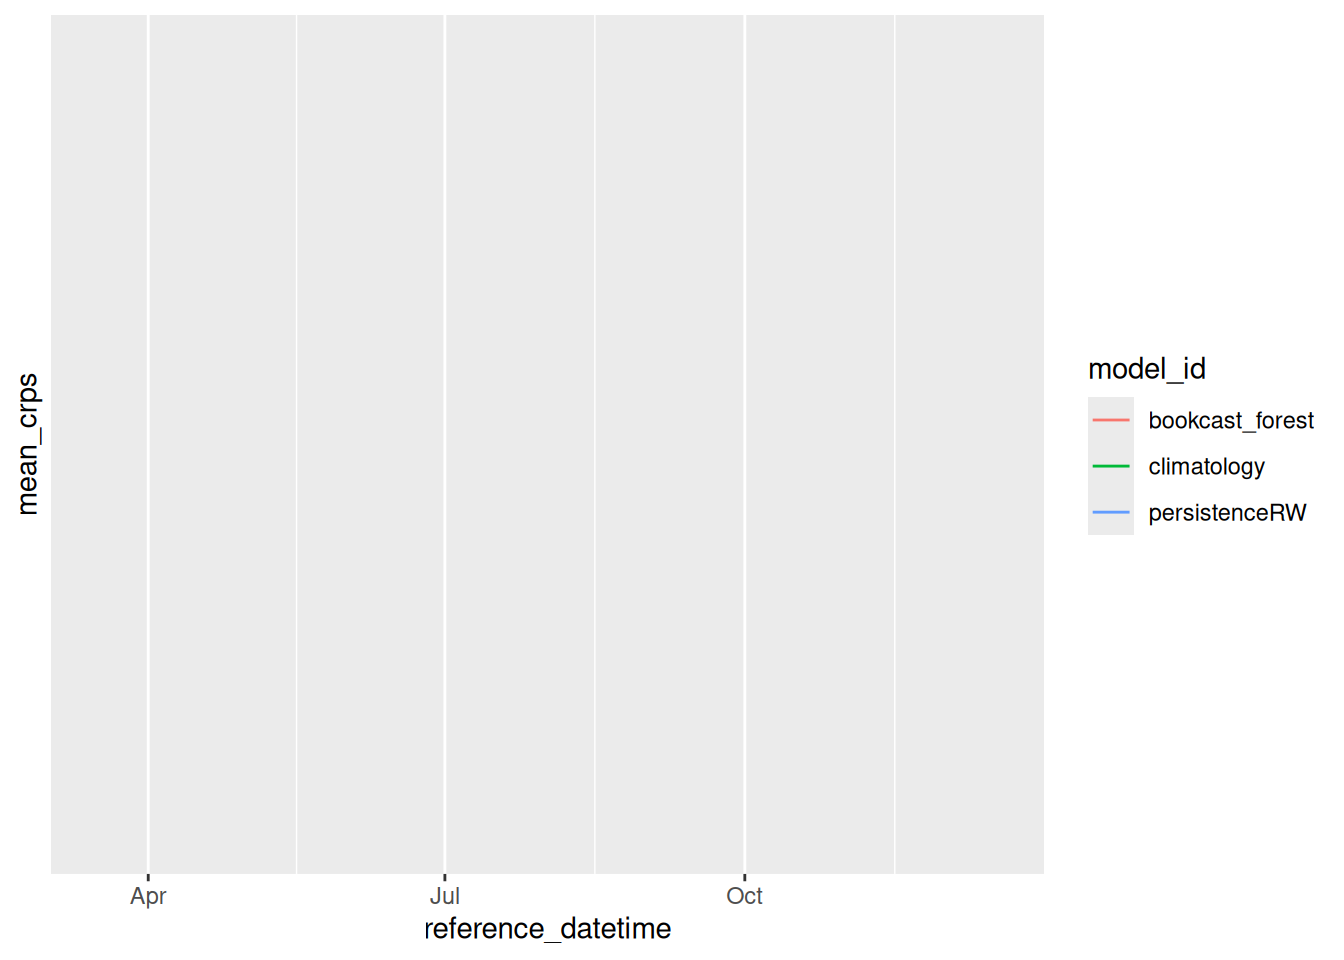 mean_crps
Apr
Jul
Oct
reference_datetime
model_id
bookcast_forest
climatology
persistenceRW